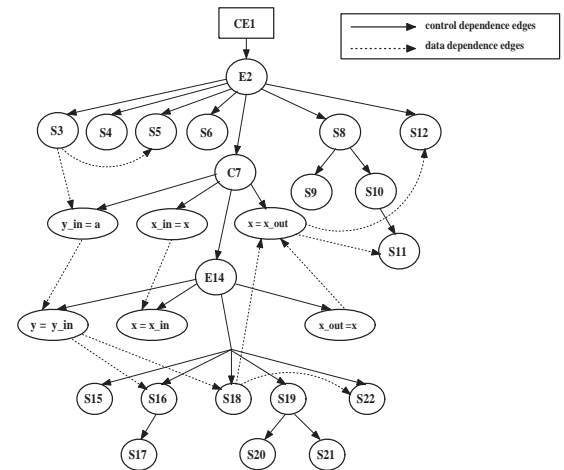 CE1
control dependence edges
data dependence edges
E2
S3
S4
S5
S6
S8
S12
C7
S9
S10
y_in = a
x_in = x
x = x_out
S11
E14
y = y_in
x = x_in
x_out =x
S15
S16
S18
S19
S22
S17
S20
S21